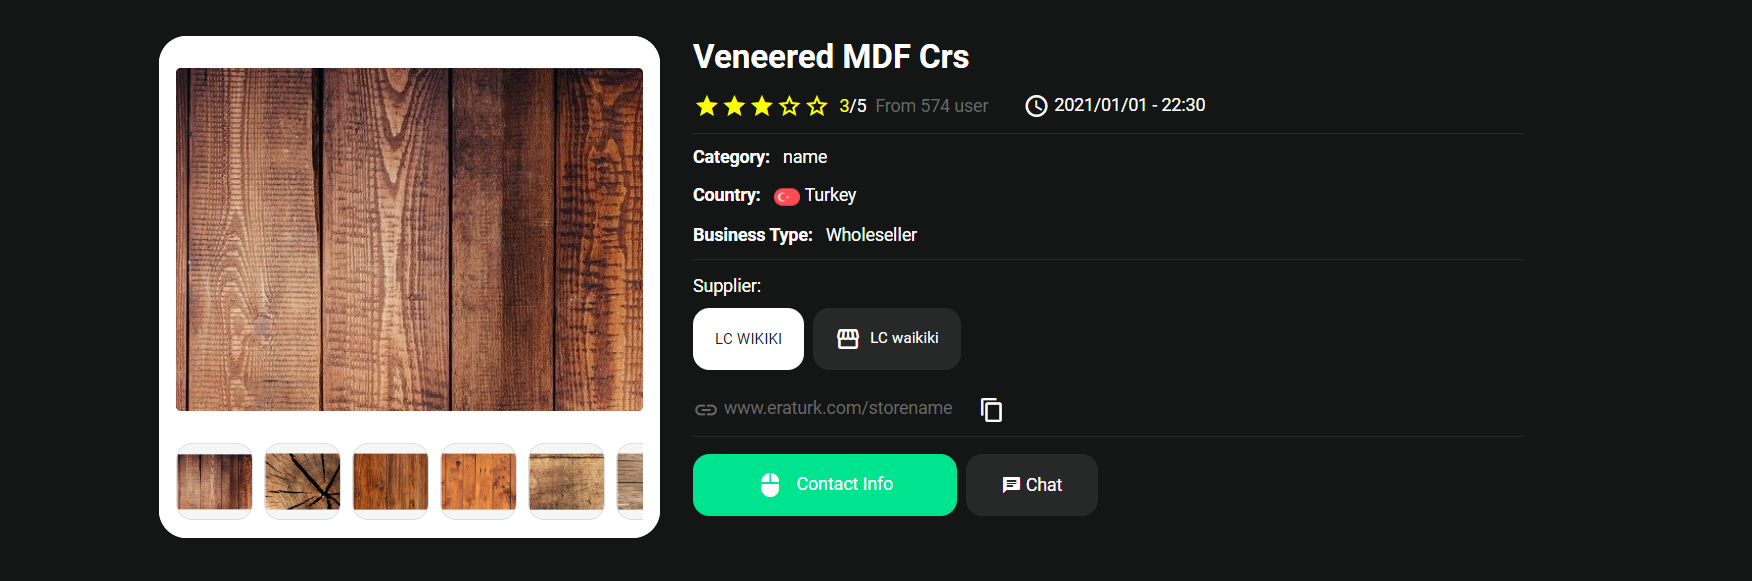 Veneered MDF Crs
3/5 From 574 user 2021/01/01 - 22:30
Category: name
Country: Turkey
Business Type: Wholeseller
Supplier:
LC WIKIKI LC waikiki
www.eraturk.com/storename
Contact Info Chat